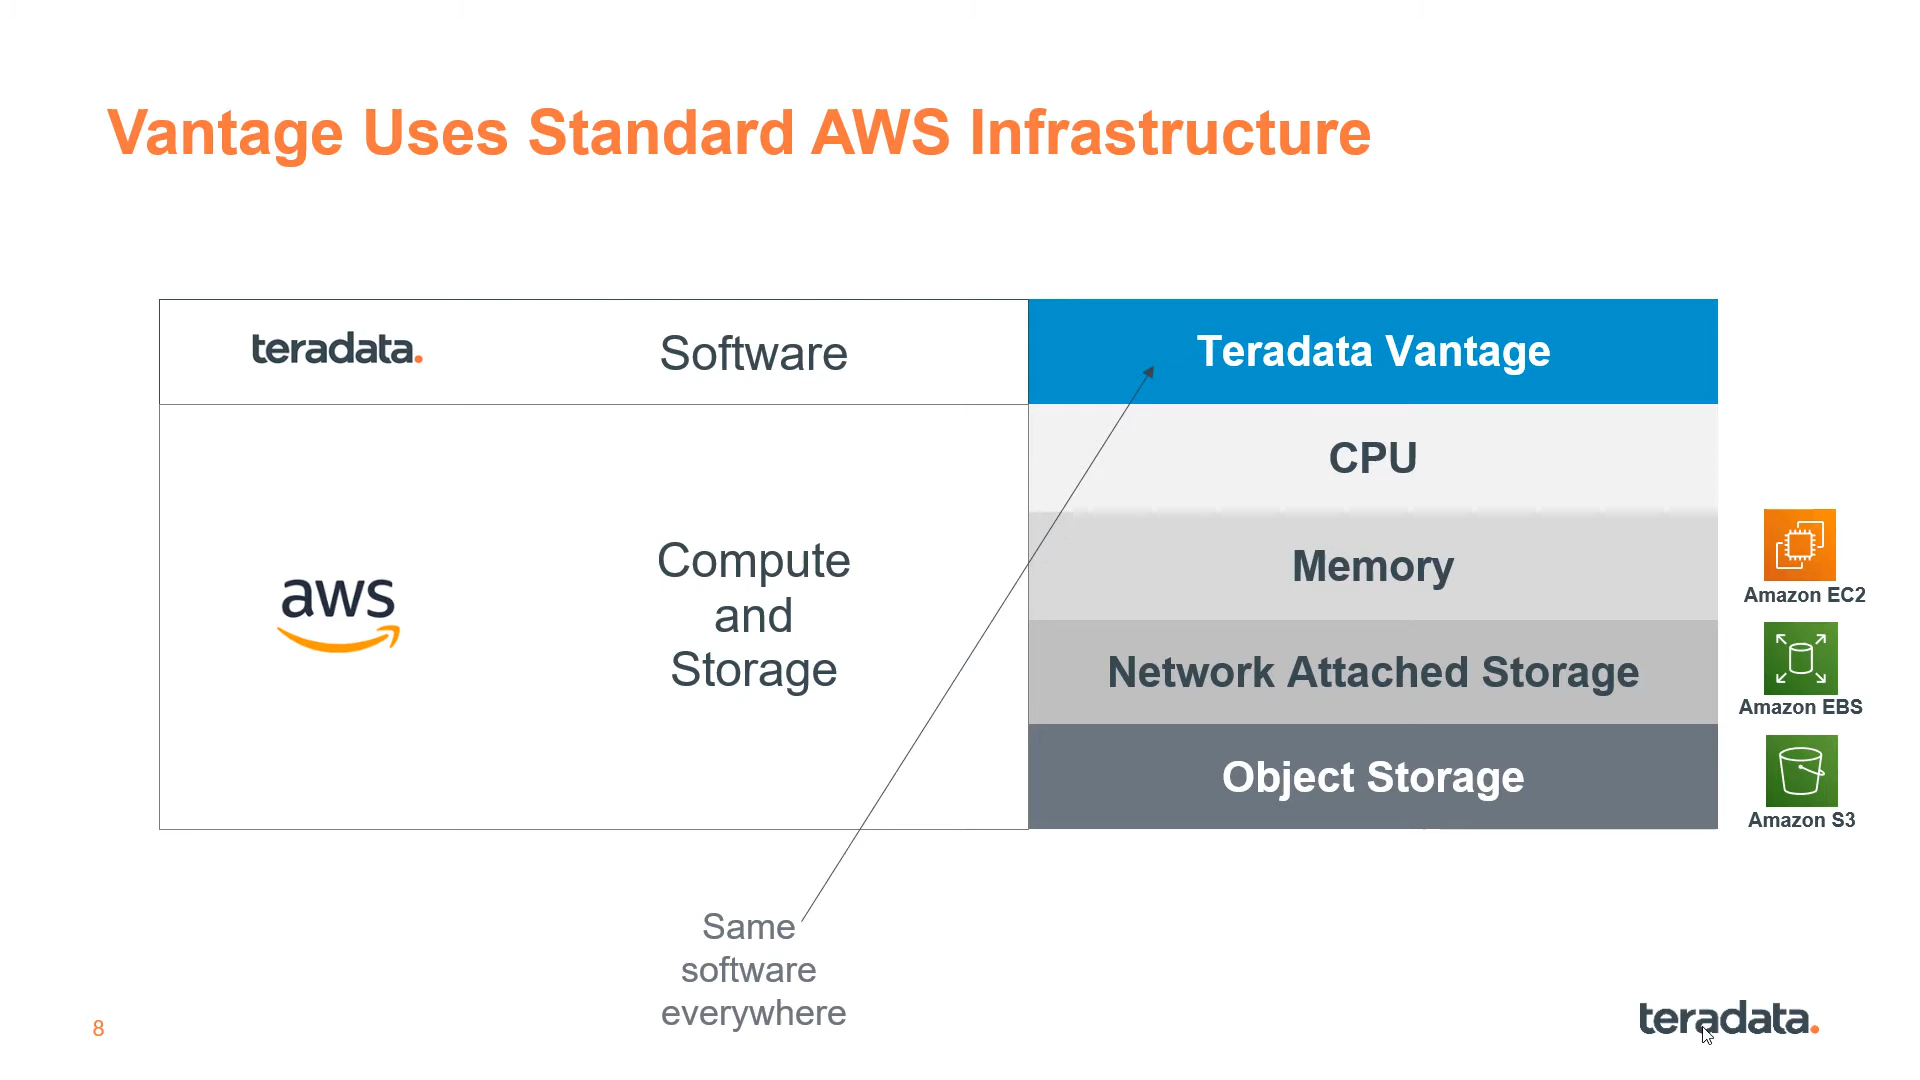 Vantage Uses Standard AWS Infrastructure
teradata.
Software
Teradata Vantage
aws
Compute
and
Storage
CPU
Memory
Network Attached Storage
Object Storage
Amazon EC2
Amazon EBS
Amazon S3
Same
software
everywhere
8
teradata.